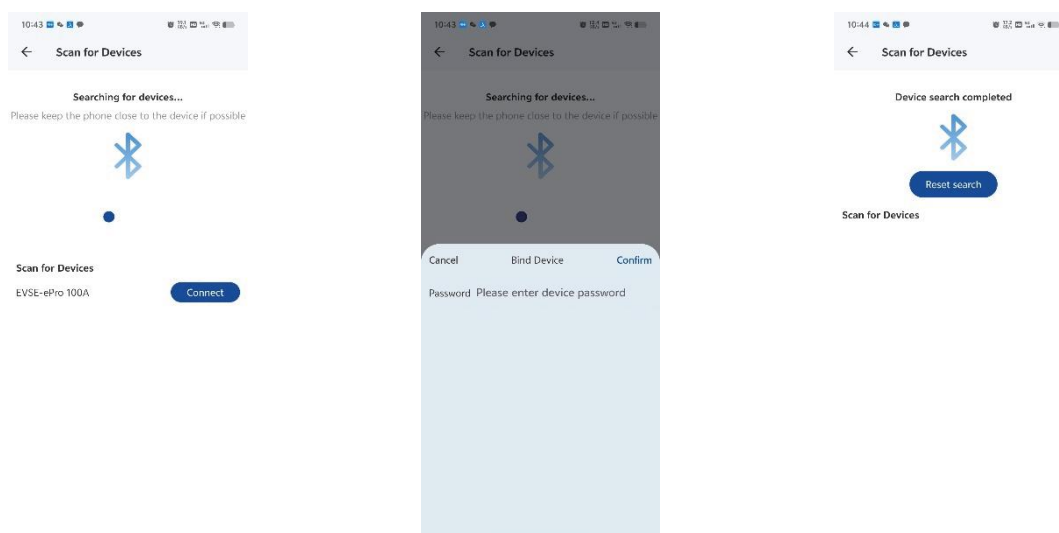 10:43
Scan for Devices
Searching for devices...
Please keep the phone close to the device if possible
Scan for Devices
EVSE-ePro 100A
Connect
10:43
Scan for Devices
Searching for devices...
Please keep the phone close to the device if possible
Cancel Bind Device Confirm
Password Please enter device password
10:44
Scan for Devices
Device search completed
Reset search
Scan for Devices